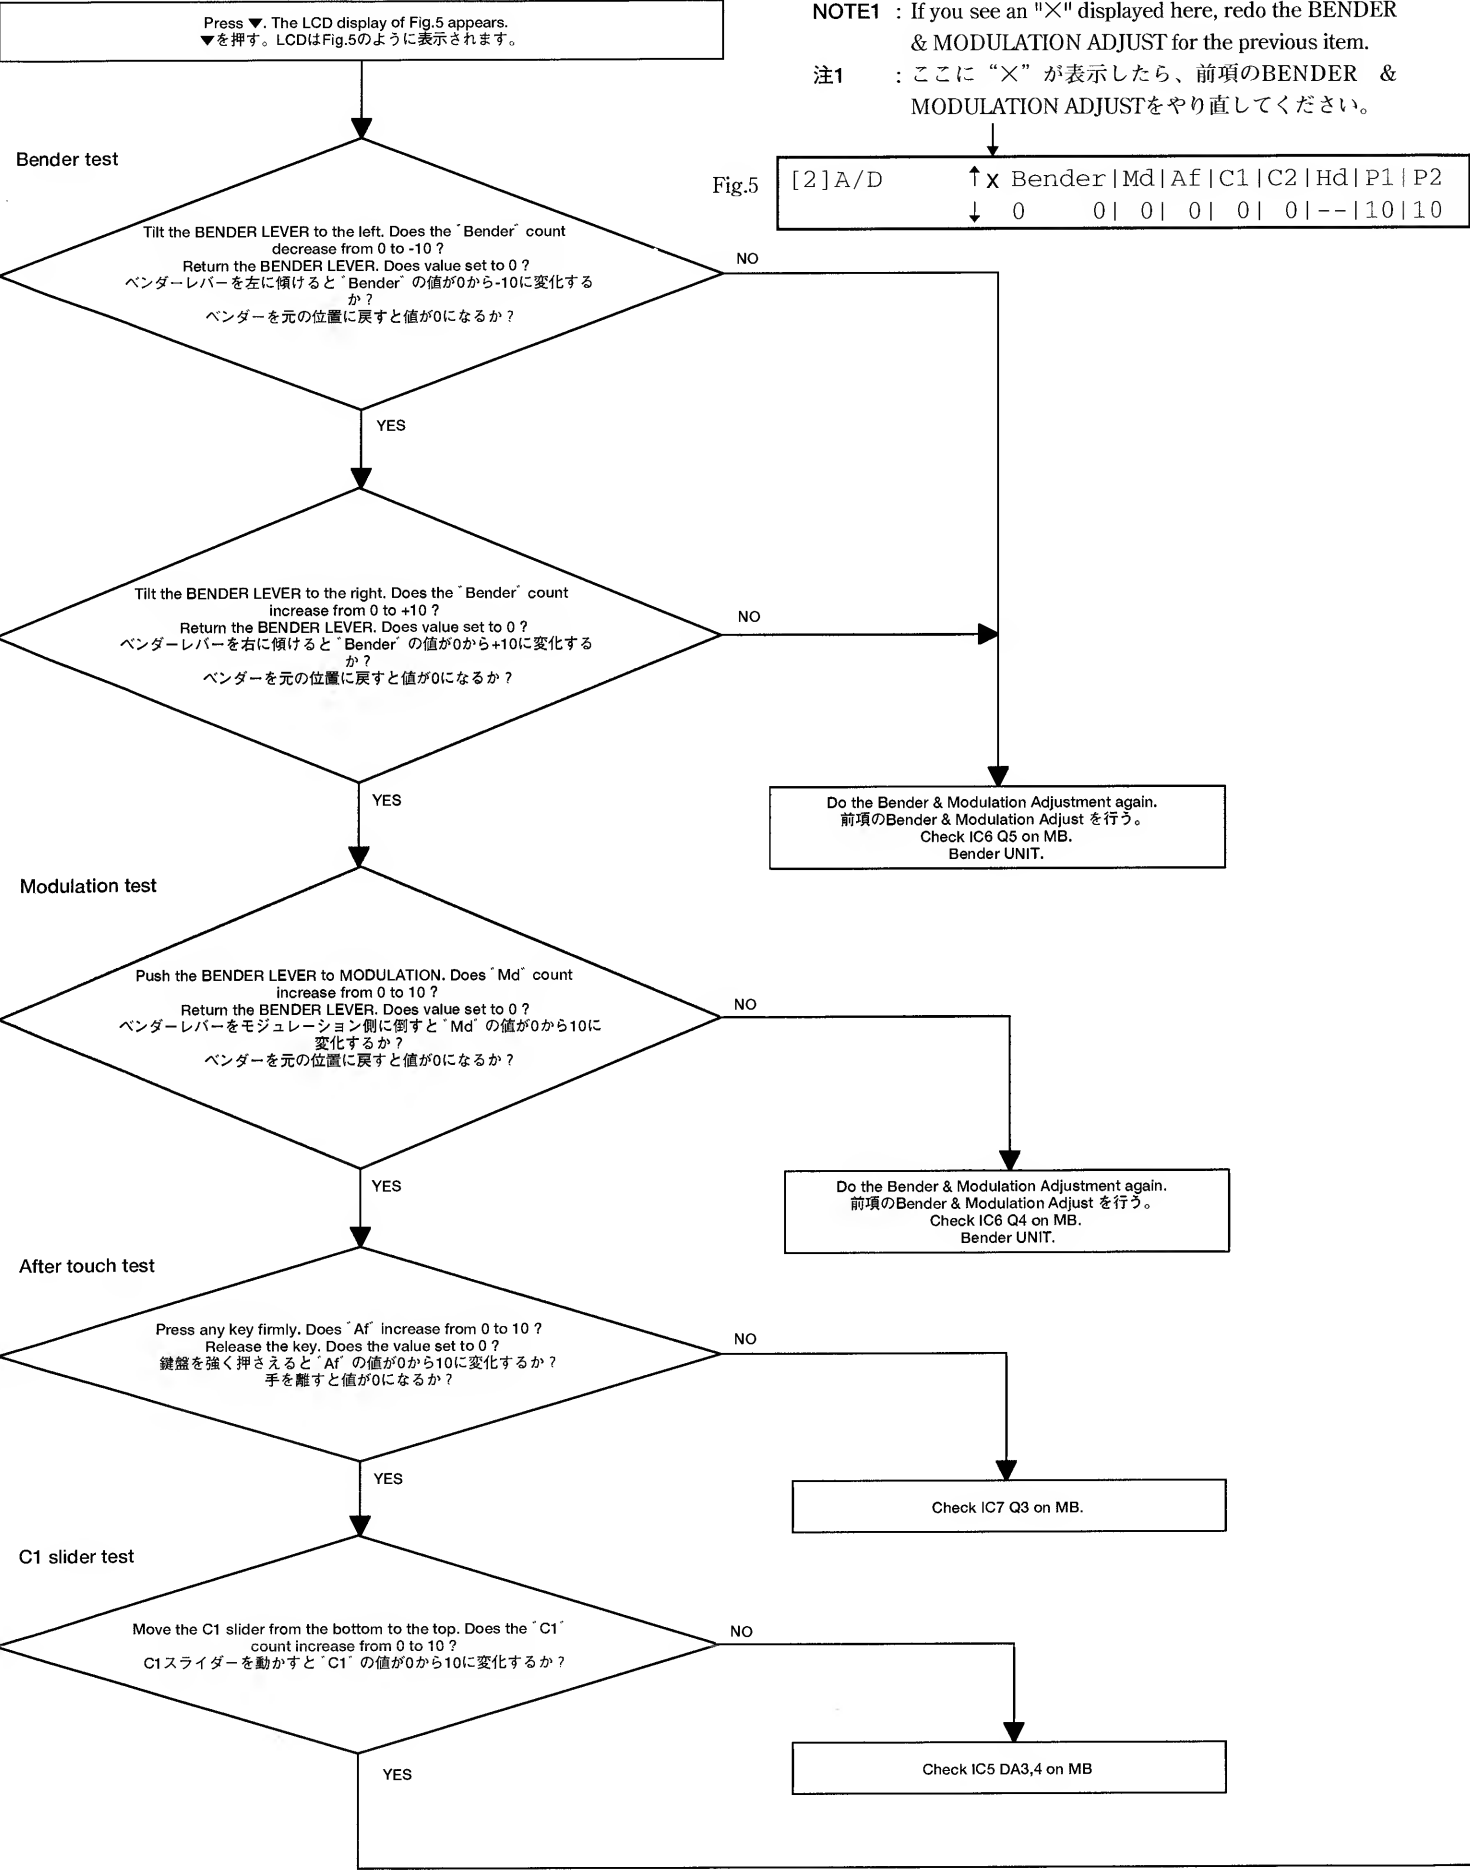 Press ▼. The LCD display of Fig.5 appears.
▼を押す。LCDはFig.5のように表示されます。
NOTE1 : If you see an "×" displayed here, redo the BENDER
& MODULATION ADJUST for the previous item.
注1 : ここに “×” が表示したら、前項のBENDER &
MODULATION ADJUSTをやり直してください。
Fig.5
[2]A/D ↑x Bender|Md|Af|C1|C2|Hd|P1|P2
↓ 0 0| 0| 0| 0| 0|--|10|10
Bender test
Tilt the BENDER LEVER to the left. Does the ˝Bender˝ count
decrease from 0 to -10 ?
Return the BENDER LEVER. Does value set to 0 ?
ベンダーレバーを左に傾けると ˝Bender˝ の値が0から-10に変化する
か ?
ベンダーを元の位置に戻すと値が0になるか ?
NO
YES
Tilt the BENDER LEVER to the right. Does the ˝Bender˝ count
increase from 0 to +10 ?
Return the BENDER LEVER. Does value set to 0 ?
ベンダーレバーを右に傾けると ˝Bender˝ の値が0から+10に変化する
か ?
ベンダーを元の位置に戻すと値が0になるか ?
NO
YES
Do the Bender & Modulation Adjustment again.
前項のBender & Modulation Adjust を行う。
Check IC6 Q5 on MB.
Bender UNIT.
Modulation test
Push the BENDER LEVER to MODULATION. Does ˝Md˝ count
increase from 0 to 10 ?
Return the BENDER LEVER. Does value set to 0 ?
ベンダーレバーをモジュレーション側に倒すと ˝Md˝ の値が0から10に
変化するか ?
ベンダーを元の位置に戻すと値が0になるか ?
NO
YES
Do the Bender & Modulation Adjustment again.
前項のBender & Modulation Adjust を行う。
Check IC6 Q4 on MB.
Bender UNIT.
After touch test
Press any key firmly. Does ˝Af˝ increase from 0 to 10 ?
Release the key. Does the value set to 0 ?
鍵盤を強く押さえると ˝Af˝ の値が0から10に変化するか ?
手を離すと値が0になるか ?
NO
YES
Check IC7 Q3 on MB.
C1 slider test
Move the C1 slider from the bottom to the top. Does the ˝C1˝
count increase from 0 to 10 ?
C1スライダーを動かすと ˝C1˝ の値が0から10に変化するか ?
NO
YES
Check IC5 DA3,4 on MB